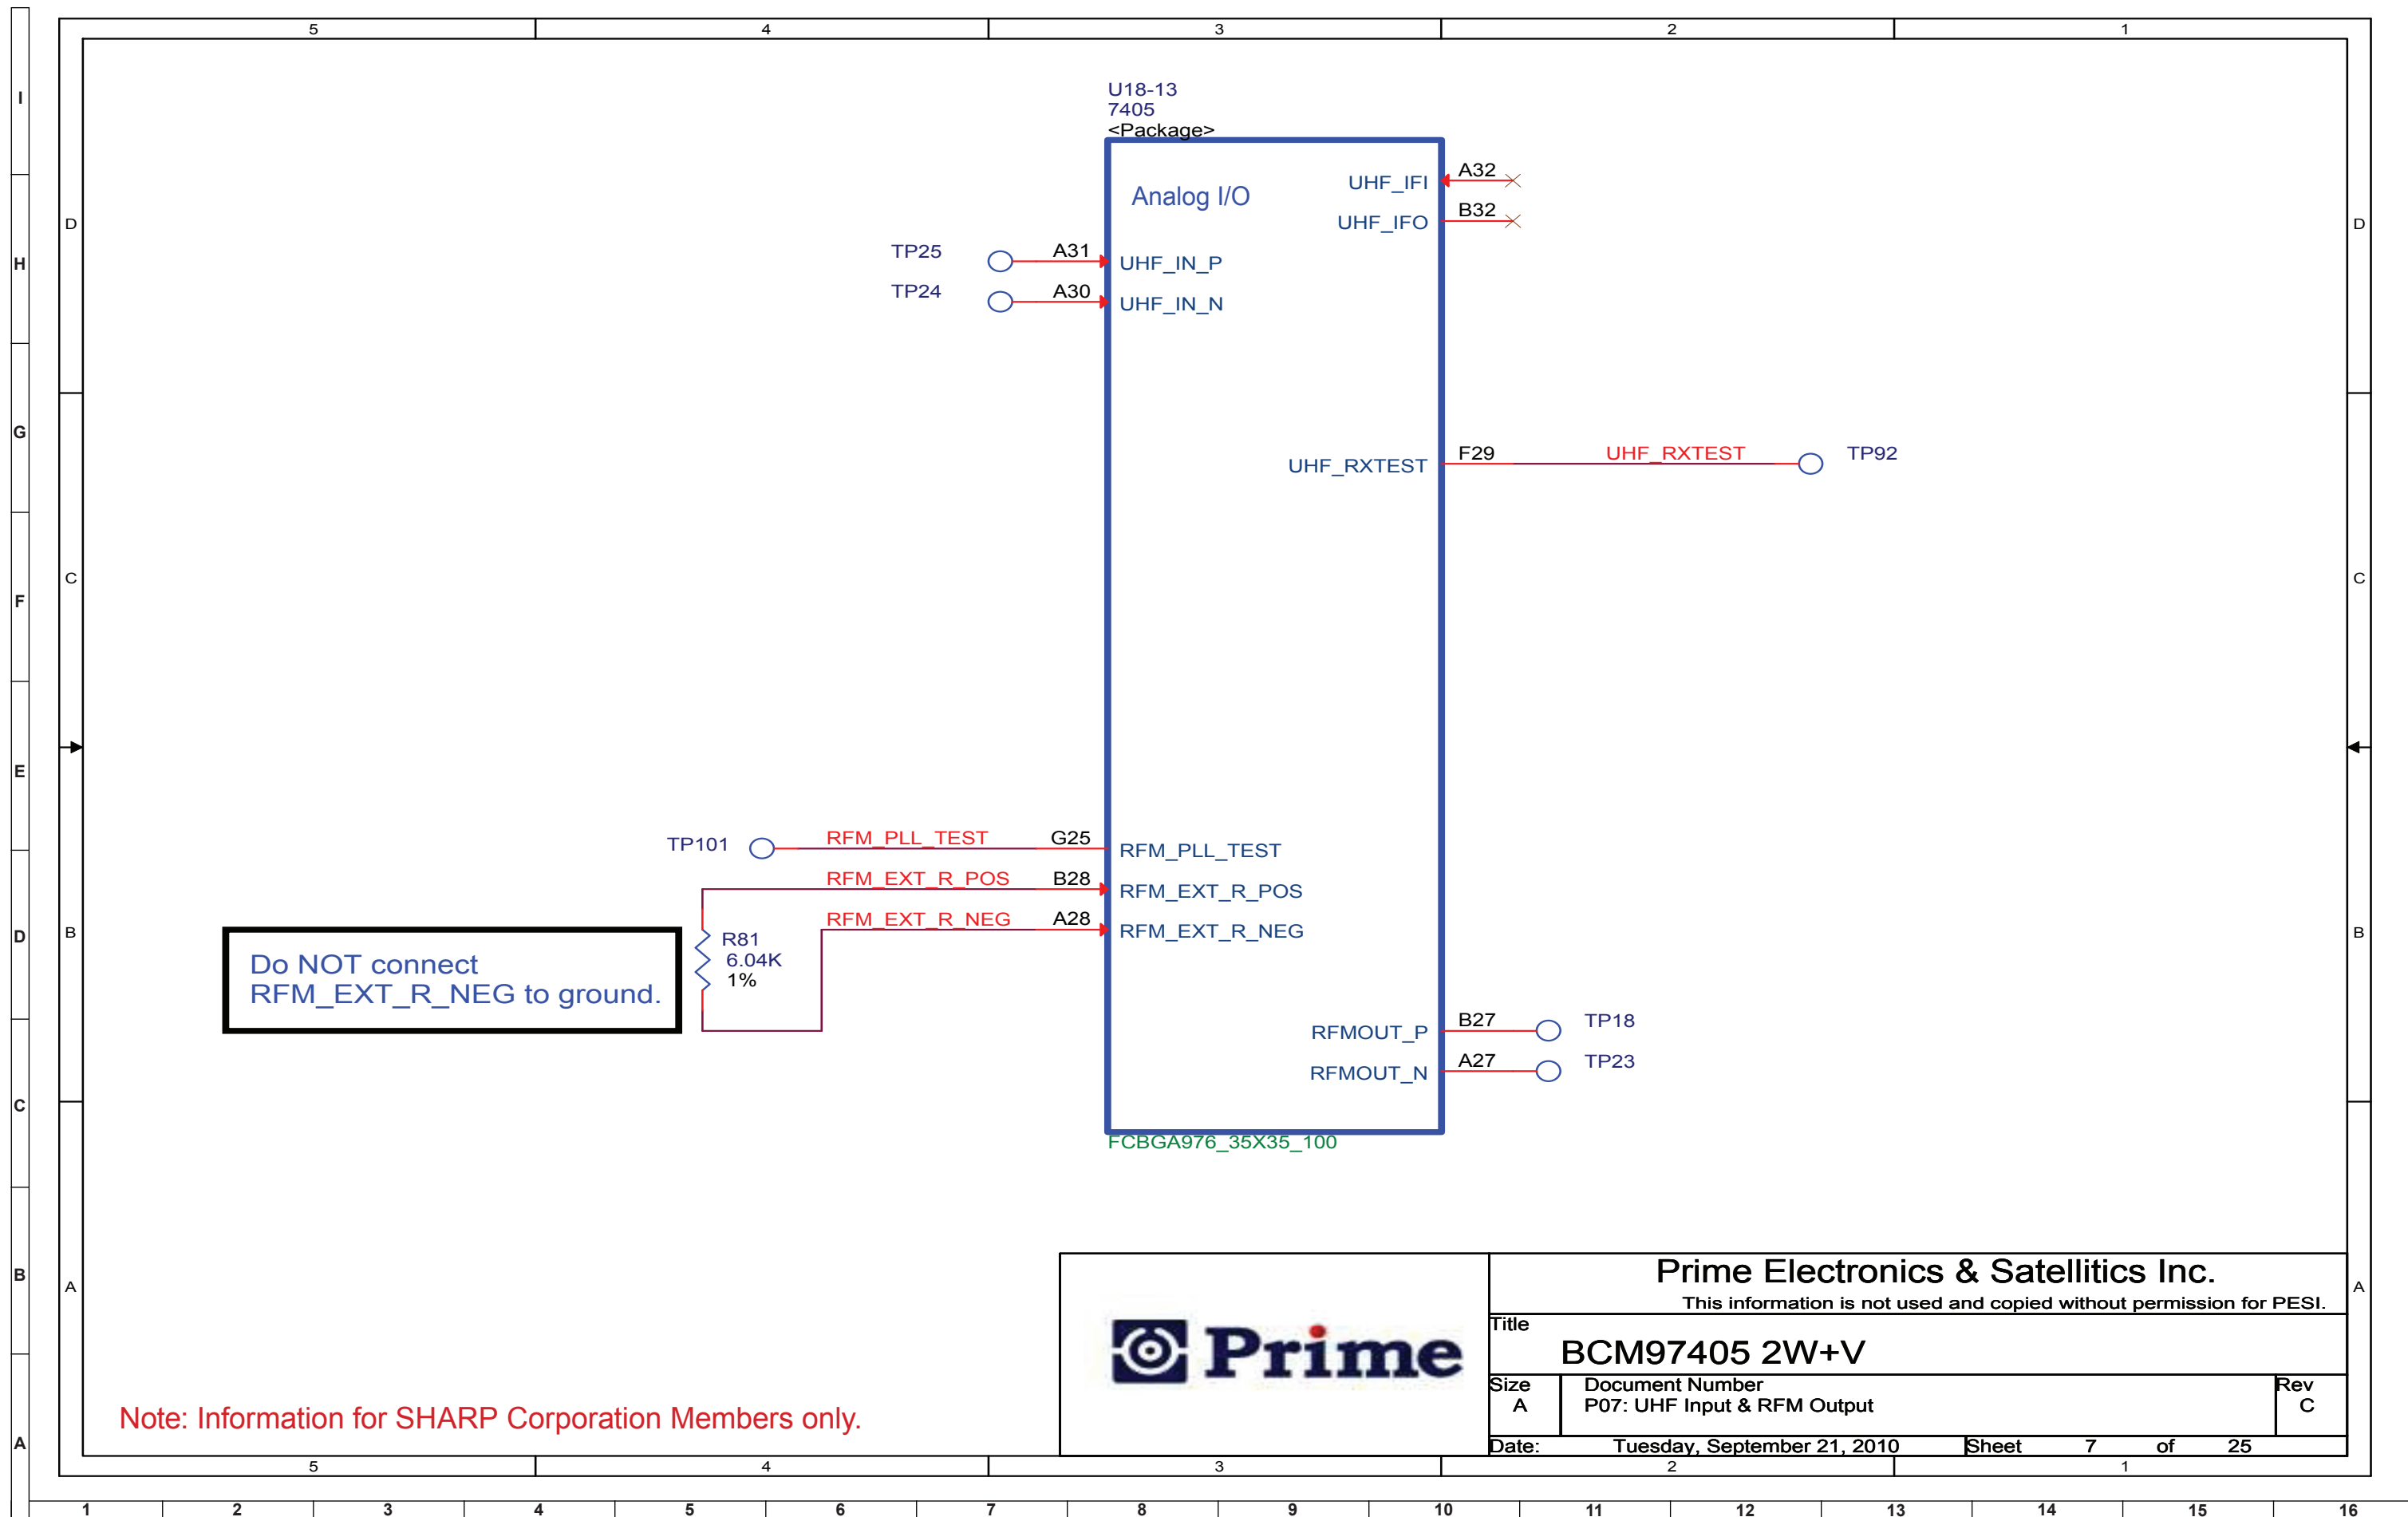 5 4 3 2 1
I
H
G
F
E
D
C
B
A
D
C
B
A
D
C
B
A
U18-13
7405
<Package>
Analog I/O
UHF_IFI A32
UHF_IFO B32
TP25 A31 UHF_IN_P
TP24 A30 UHF_IN_N
UHF_RXTEST F29 UHF_RXTEST TP92
TP101 RFM_PLL_TEST G25 RFM_PLL_TEST
RFM_EXT_R_POS B28 RFM_EXT_R_POS
RFM_EXT_R_NEG A28 RFM_EXT_R_NEG
R81
6.04K
1%
Do NOT connect
RFM_EXT_R_NEG to ground.
RFMOUT_P B27 TP18
RFMOUT_N A27 TP23
FCBGA976_35X35_100
Prime
Prime Electronics & Satellitics Inc.
This information is not used and copied without permission for PESI.
Title
BCM97405 2W+V
Size Document Number Rev
A P07: UHF Input & RFM Output C
Date: Tuesday, September 21, 2010 Sheet 7 of 25
Note: Information for SHARP Corporation Members only.
5 4 3 2 1
1 2 3 4 5 6 7 8 9 10 11 12 13 14 15 16